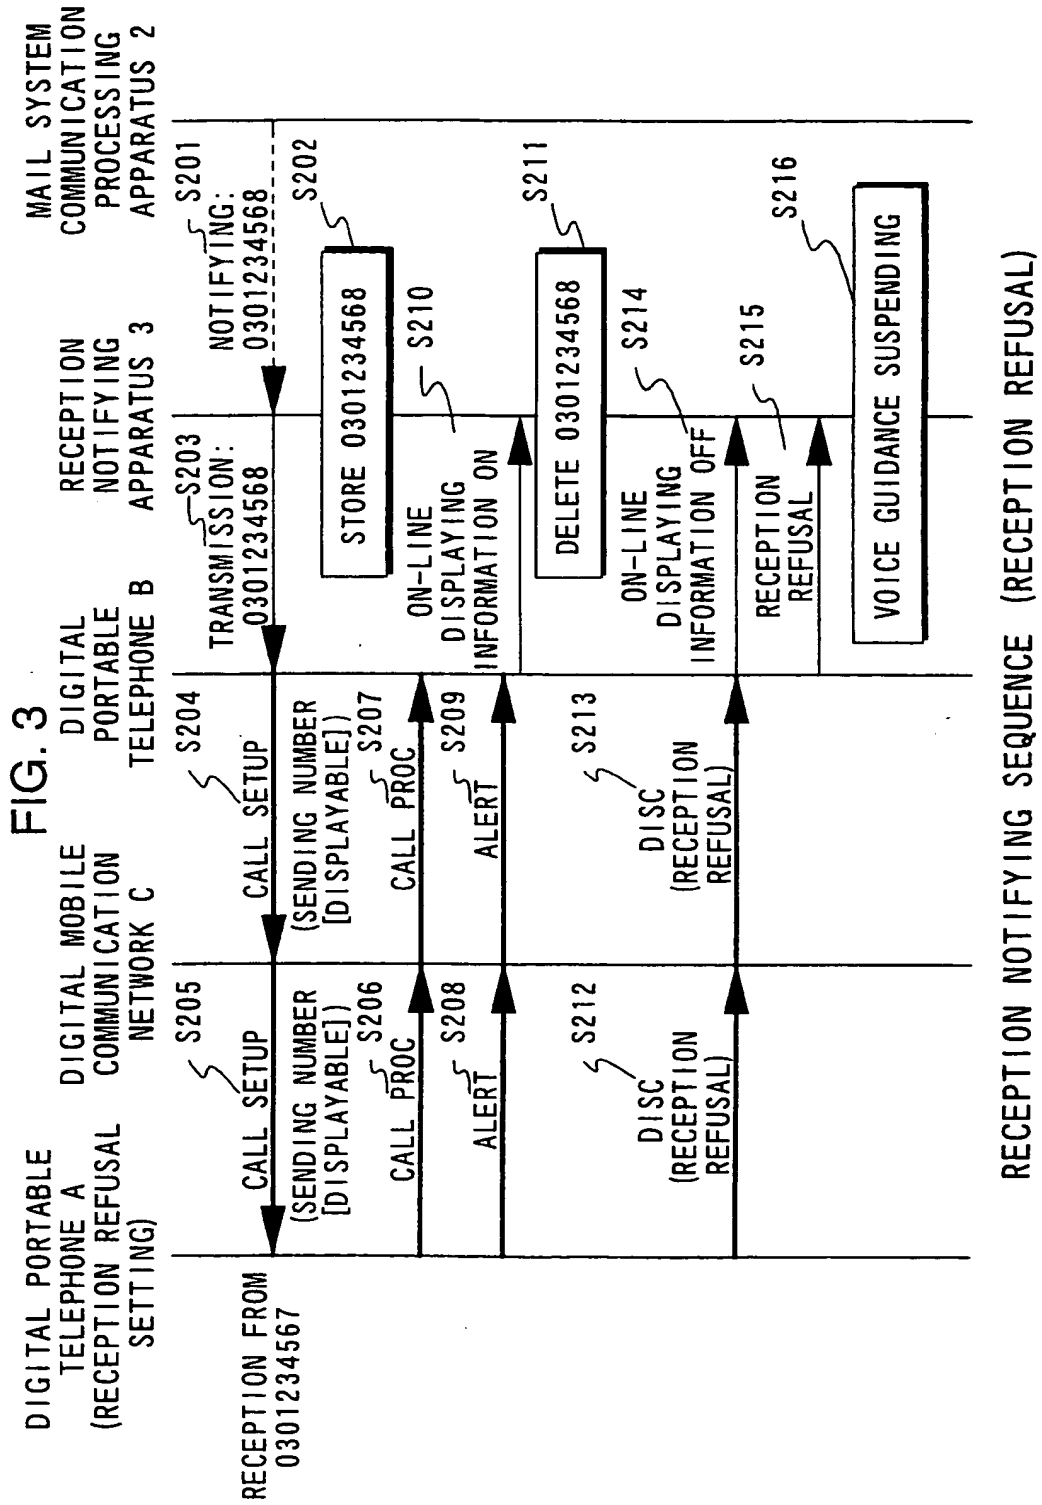 FIG. 3
DIGITAL PORTABLE
TELEPHONE A
(RECEPTION REFUSAL
SETTING)
DIGITAL MOBILE
COMMUNICATION
NETWORK C
DIGITAL
PORTABLE
TELEPHONE B
RECEPTION
NOTIFYING
APPARATUS 3
MAIL SYSTEM
COMMUNICATION
PROCESSING
APPARATUS 2
RECEPTION FROM
0301234567
S205
CALL SETUP
(SENDING NUMBER
[DISPLAYABLE])
S204
CALL SETUP
(SENDING NUMBER
[DISPLAYABLE])
S203
TRANSMISSION:
0301234568
S201
NOTIFYING:
0301234568
S202
STORE 0301234568
S206
CALL PROC
S207
CALL PROC
S208
ALERT
S209
ALERT
S210
ON-LINE
DISPLAYING
INFORMATION ON
S211
DELETE 0301234568
S212
DISC
(RECEPTION
REFUSAL)
S213
DISC
(RECEPTION
REFUSAL)
S214
ON-LINE
DISPLAYING
INFORMATION OFF
S215
RECEPTION
REFUSAL
S216
VOICE GUIDANCE SUSPENDING
RECEPTION NOTIFYING SEQUENCE (RECEPTION REFUSAL)